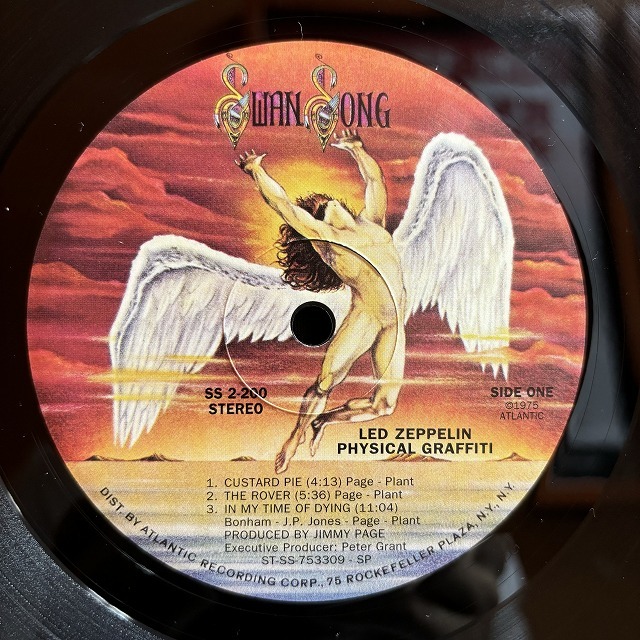 SWAN SONG
SS 2-200
STEREO
SIDE ONE
©1975
ATLANTIC
LED ZEPPELIN
PHYSICAL GRAFFITI
1. CUSTARD PIE (4:13) Page - Plant
2. THE ROVER (5:36) Page - Plant
3. IN MY TIME OF DYING (11:04)
Bonham - J.P. Jones - Page - Plant
PRODUCED BY JIMMY PAGE
Executive Producer: Peter Grant
ST-SS-753309 - SP
DIST. BY ATLANTIC RECORDING CORP., 75 ROCKEFELLER PLAZA, N.Y., N.Y.